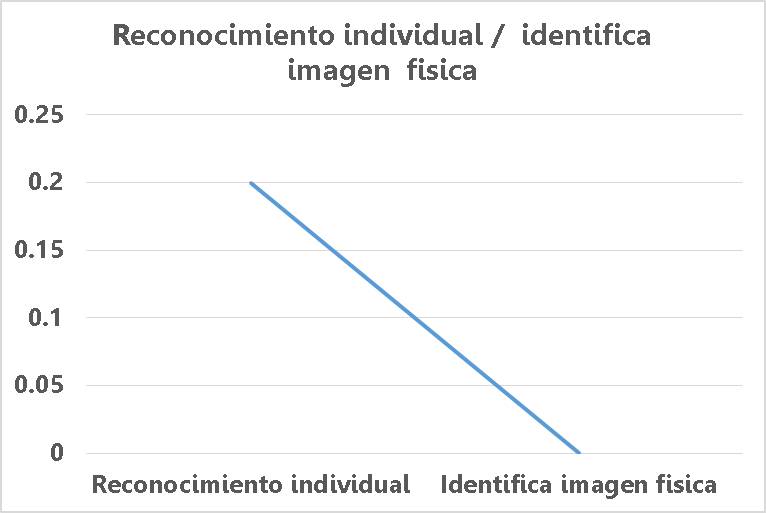 Reconocimiento individual /  identifica
imagen  fisica
0.25
0.2
0.15
0.1
0.05
0
Reconocimiento individual    Identifica imagen fisica